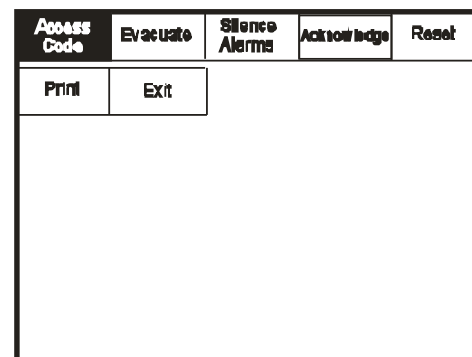 Access
Code
Evacuate
Silence
Alarms
Acknowledge
Reset
Print
Exit